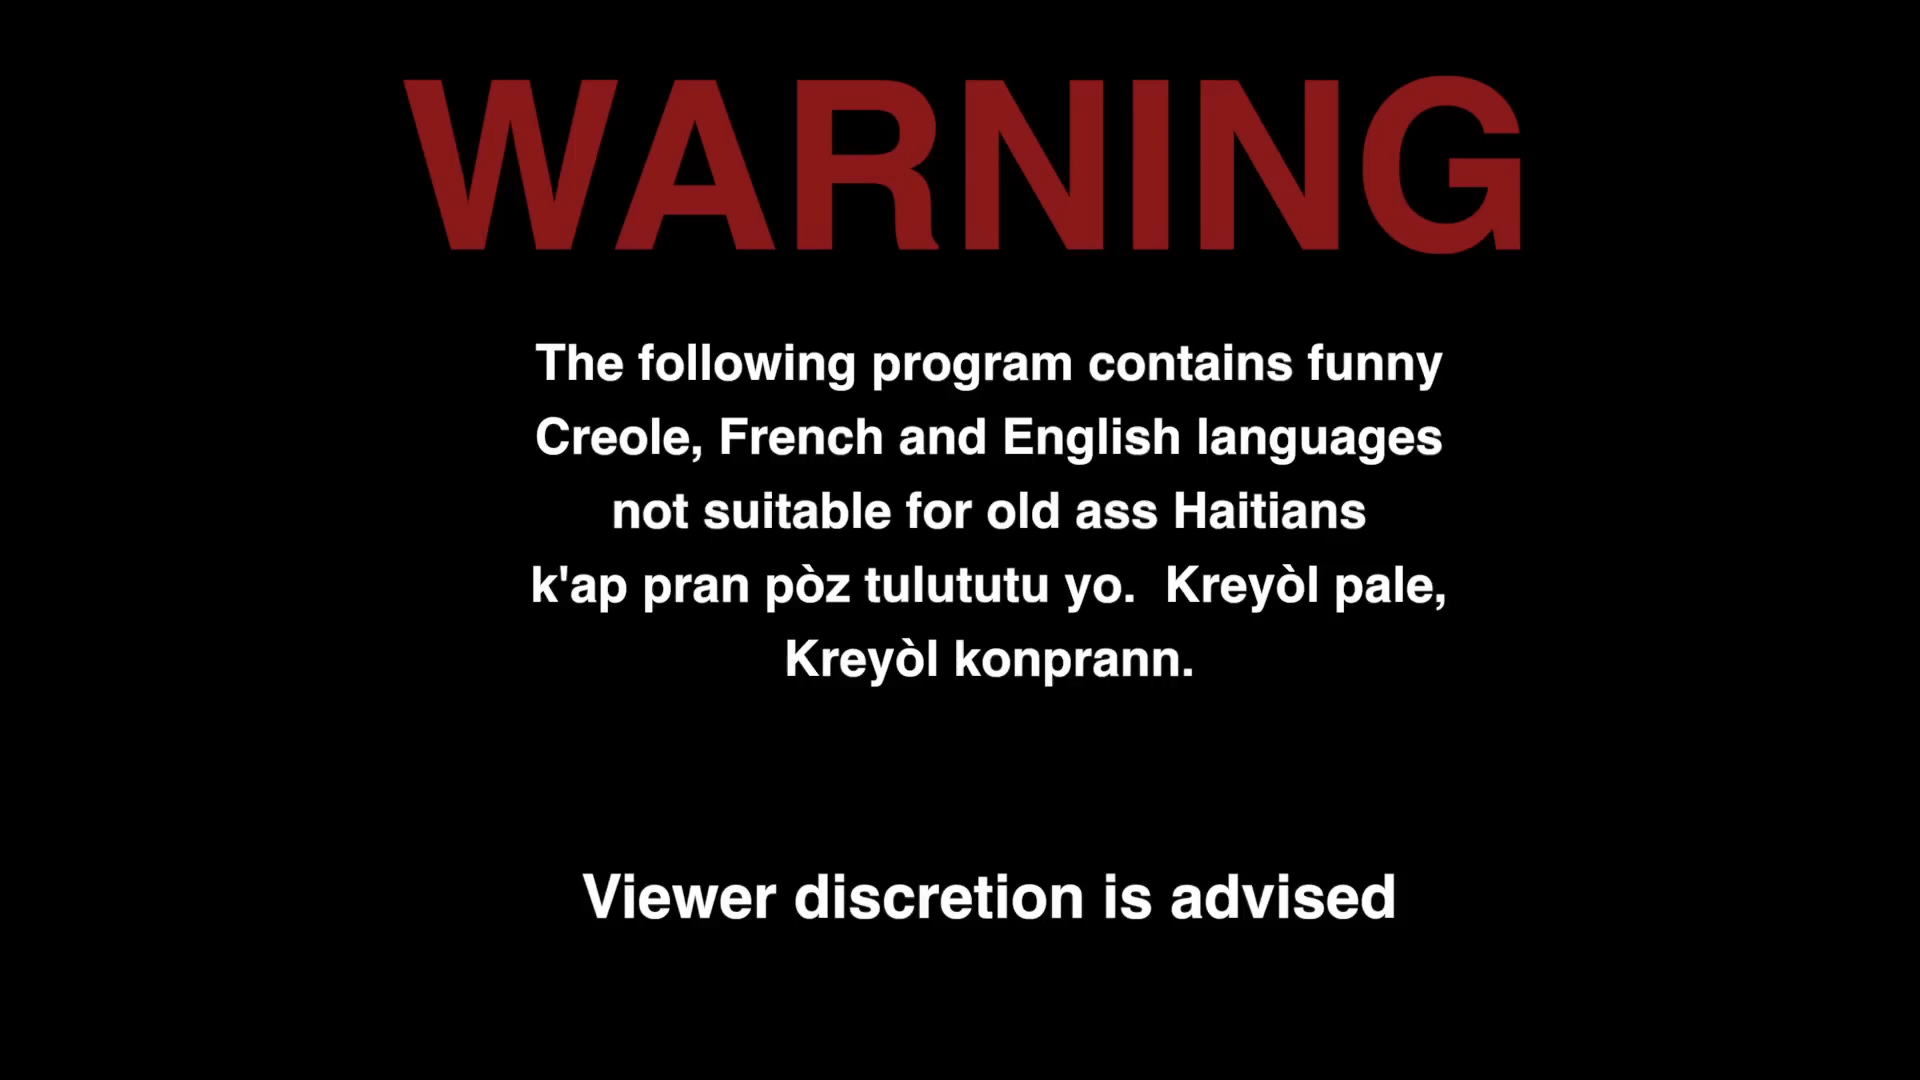 WARNING
The following program contains funny
Creole, French and English languages
not suitable for old ass Haitians
k'ap pran pòz tulututu yo.  Kreyòl pale,
Kreyòl konprann.
Viewer discretion is advised